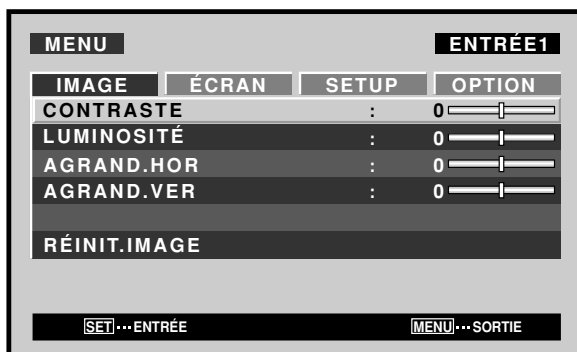 MENU ENTRÉE1
IMAGE ÉCRAN SETUP OPTION
CONTRASTE : 0
LUMINOSITÉ : 0
AGRAND.HOR : 0
AGRAND.VER : 0
RÉINIT.IMAGE
SET ··· ENTRÉE MENU ··· SORTIE